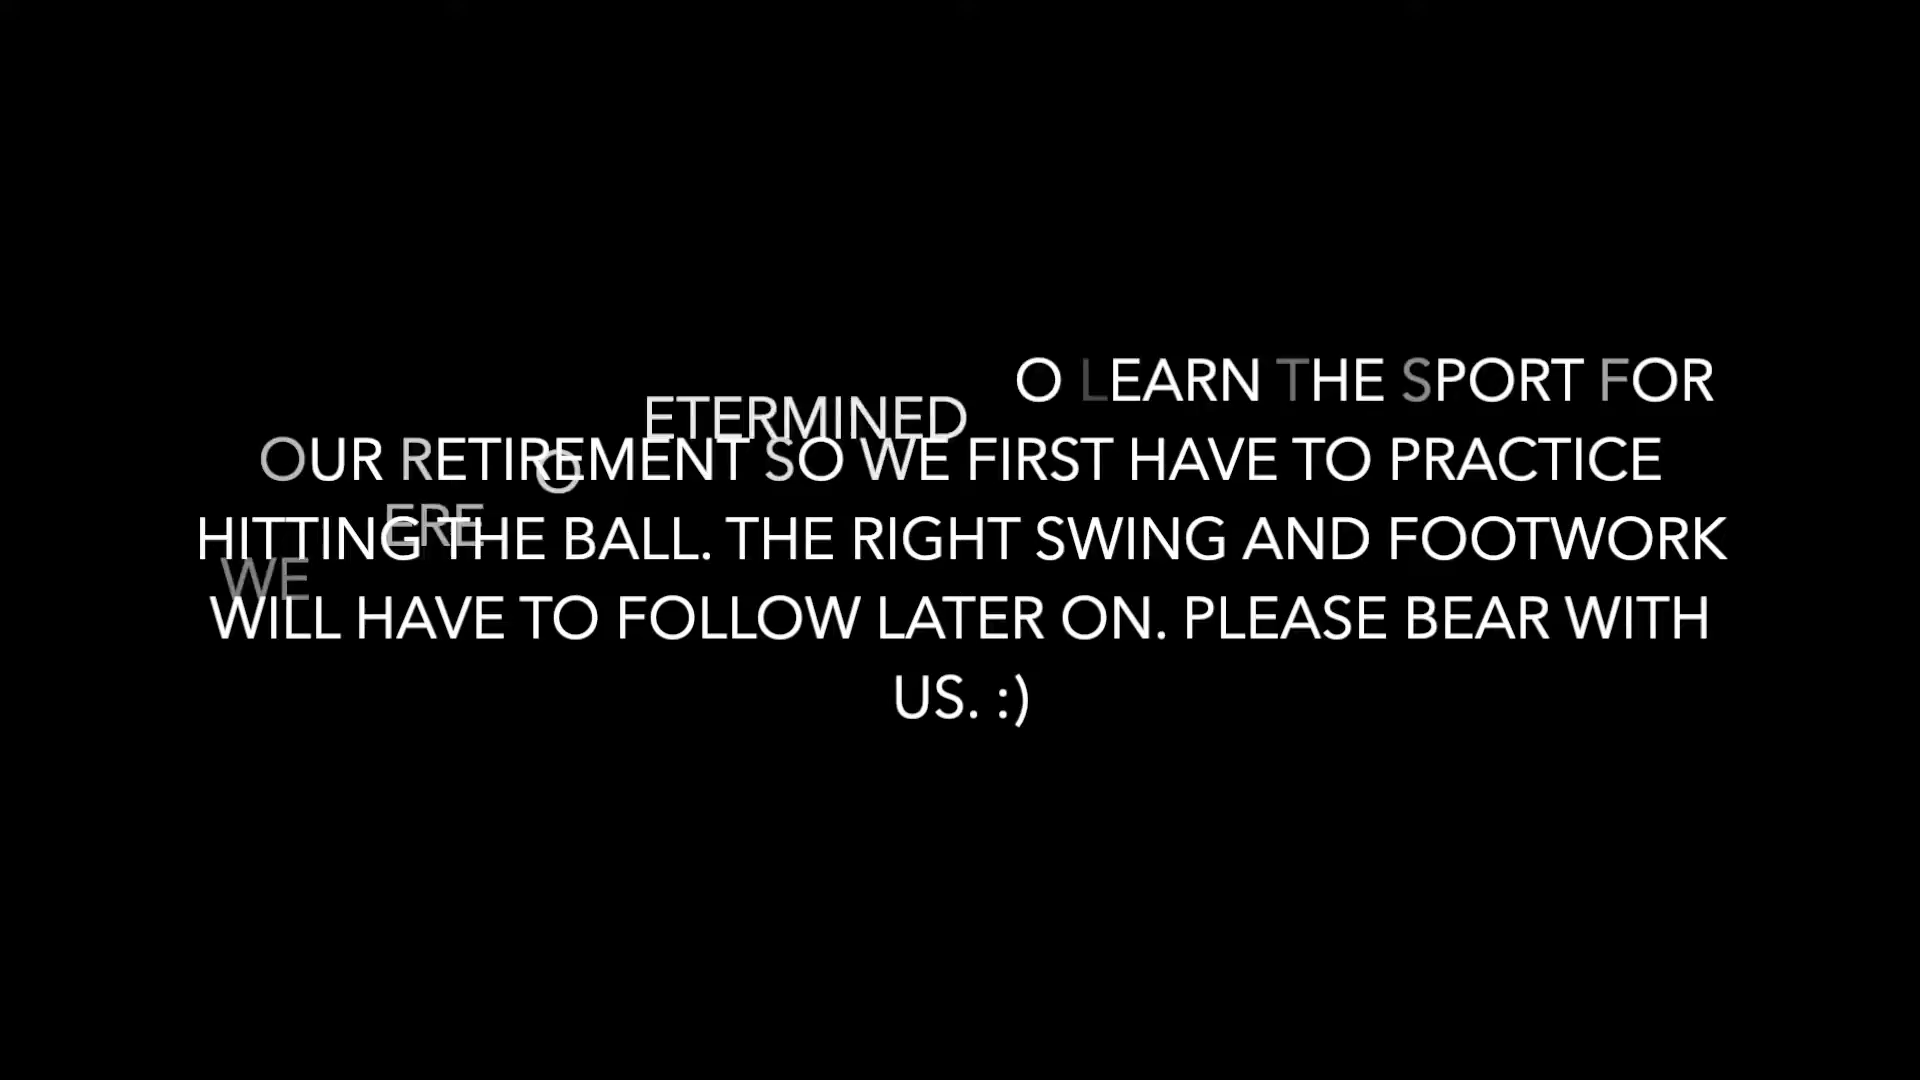 O LEARN THE SPORT FOR
ETERMINED
OUR RETIREMENT SO WE FIRST HAVE TO PRACTICE
O
ERE
HITTING THE BALL. THE RIGHT SWING AND FOOTWORK
WE
WILL HAVE TO FOLLOW LATER ON. PLEASE BEAR WITH
US. :)